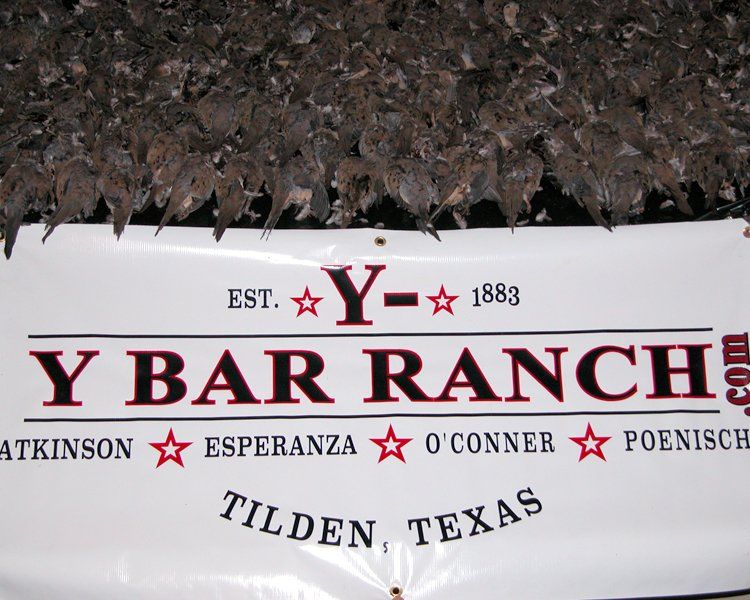 EST. Y- 1883
Y BAR RANCH.com
ATKINSON ESPERANZA O'CONNER POENISCH
TILDEN, TEXAS